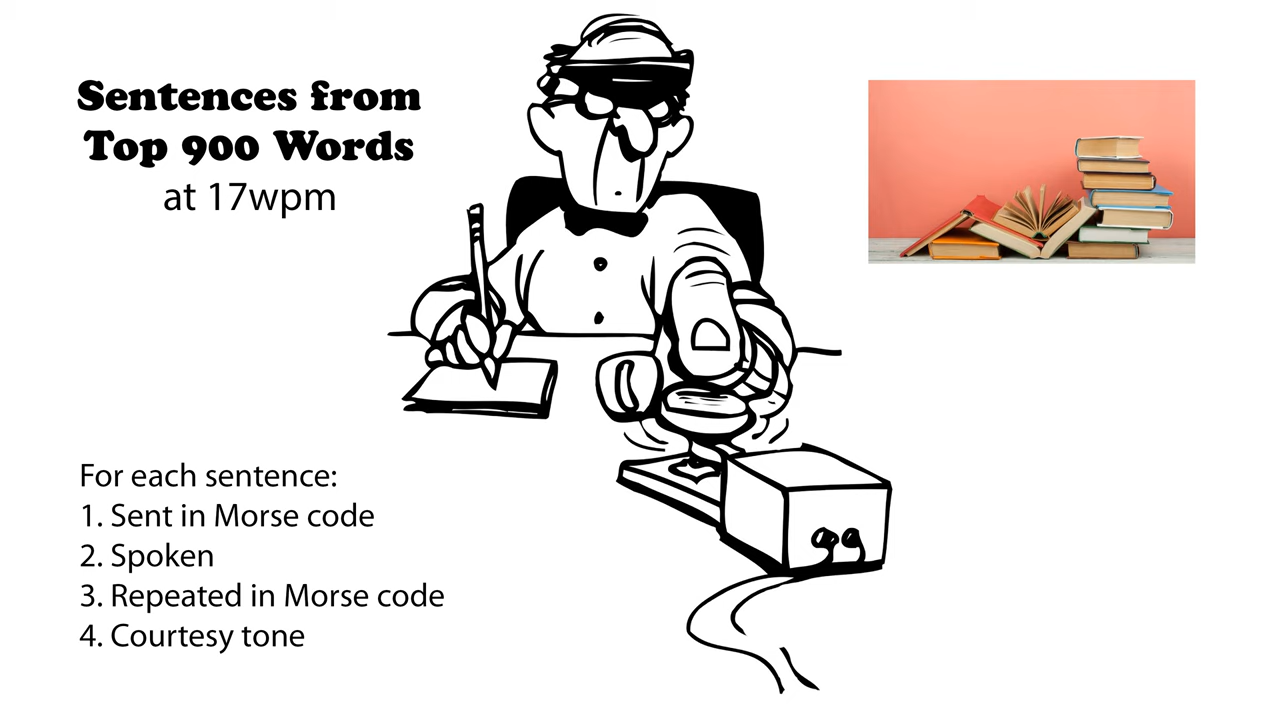 Sentences from
Top 900 Words
at 17wpm
For each sentence:
1. Sent in Morse code
2. Spoken
3. Repeated in Morse code
4. Courtesy tone